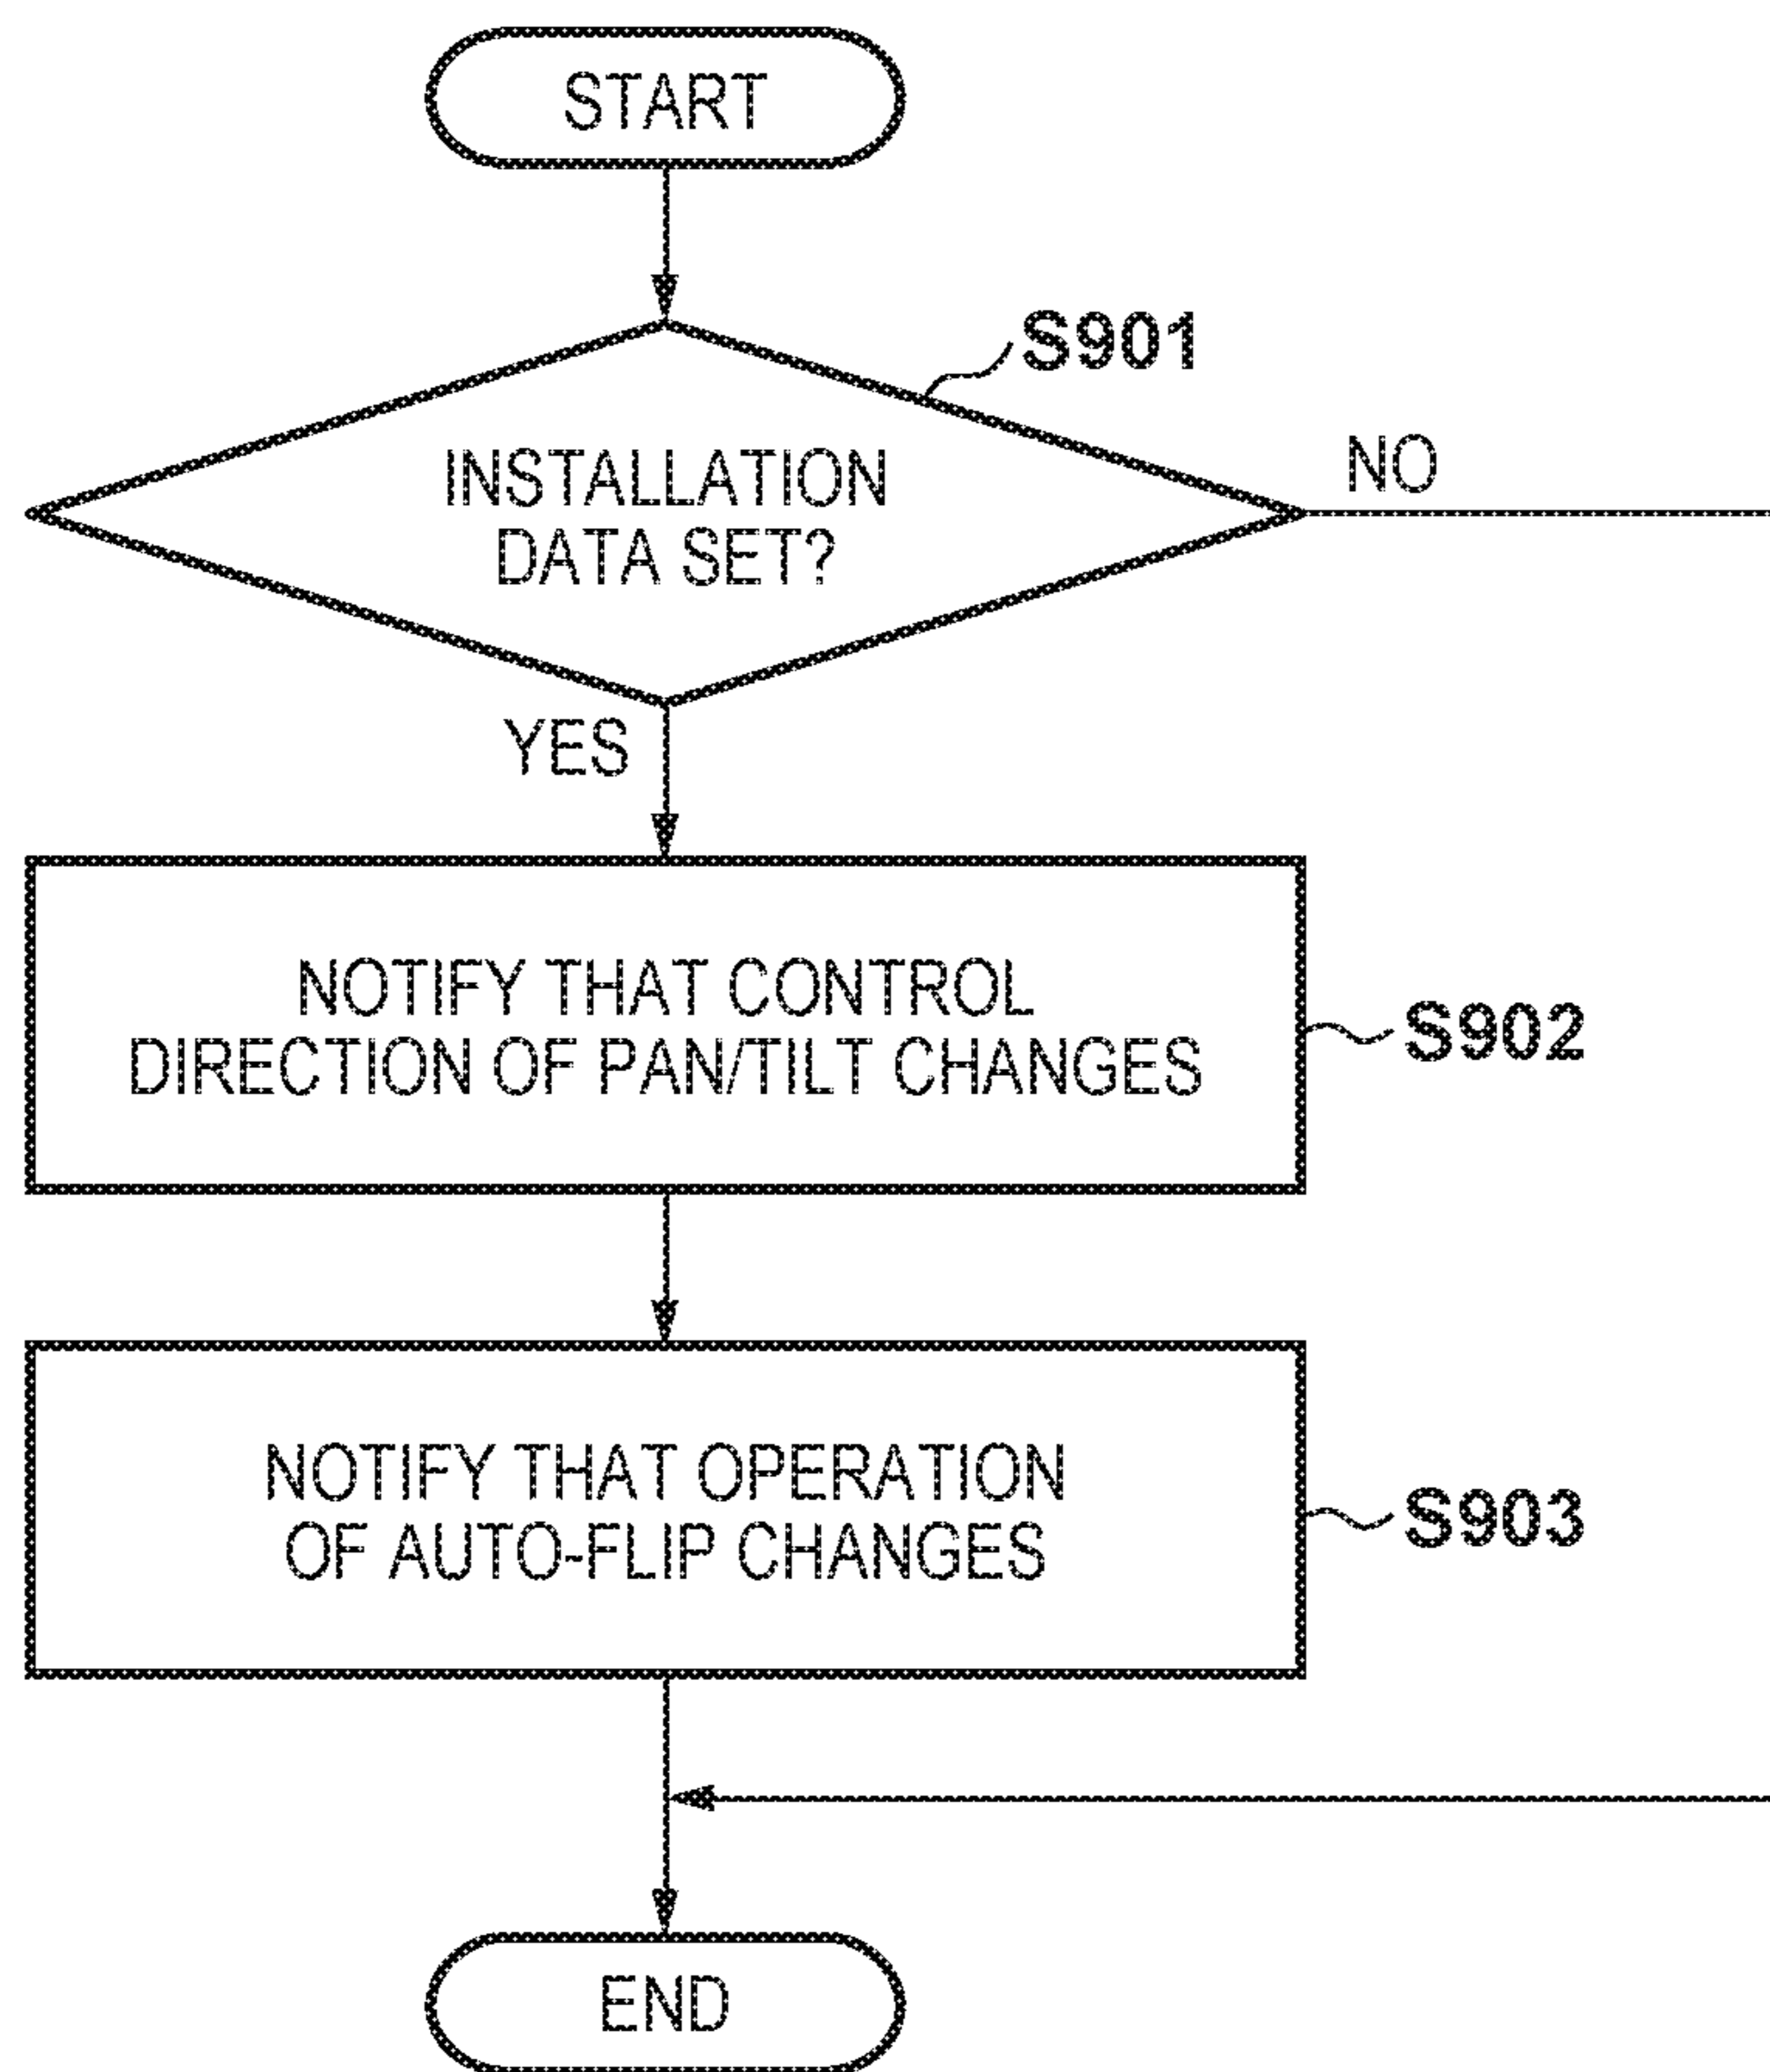 START
S901
INSTALLATION
DATA SET?
NO
YES
NOTIFY THAT CONTROL
DIRECTION OF PAN/TILT CHANGES
S902
NOTIFY THAT OPERATION
OF AUTO-FLIP CHANGES
S903
END